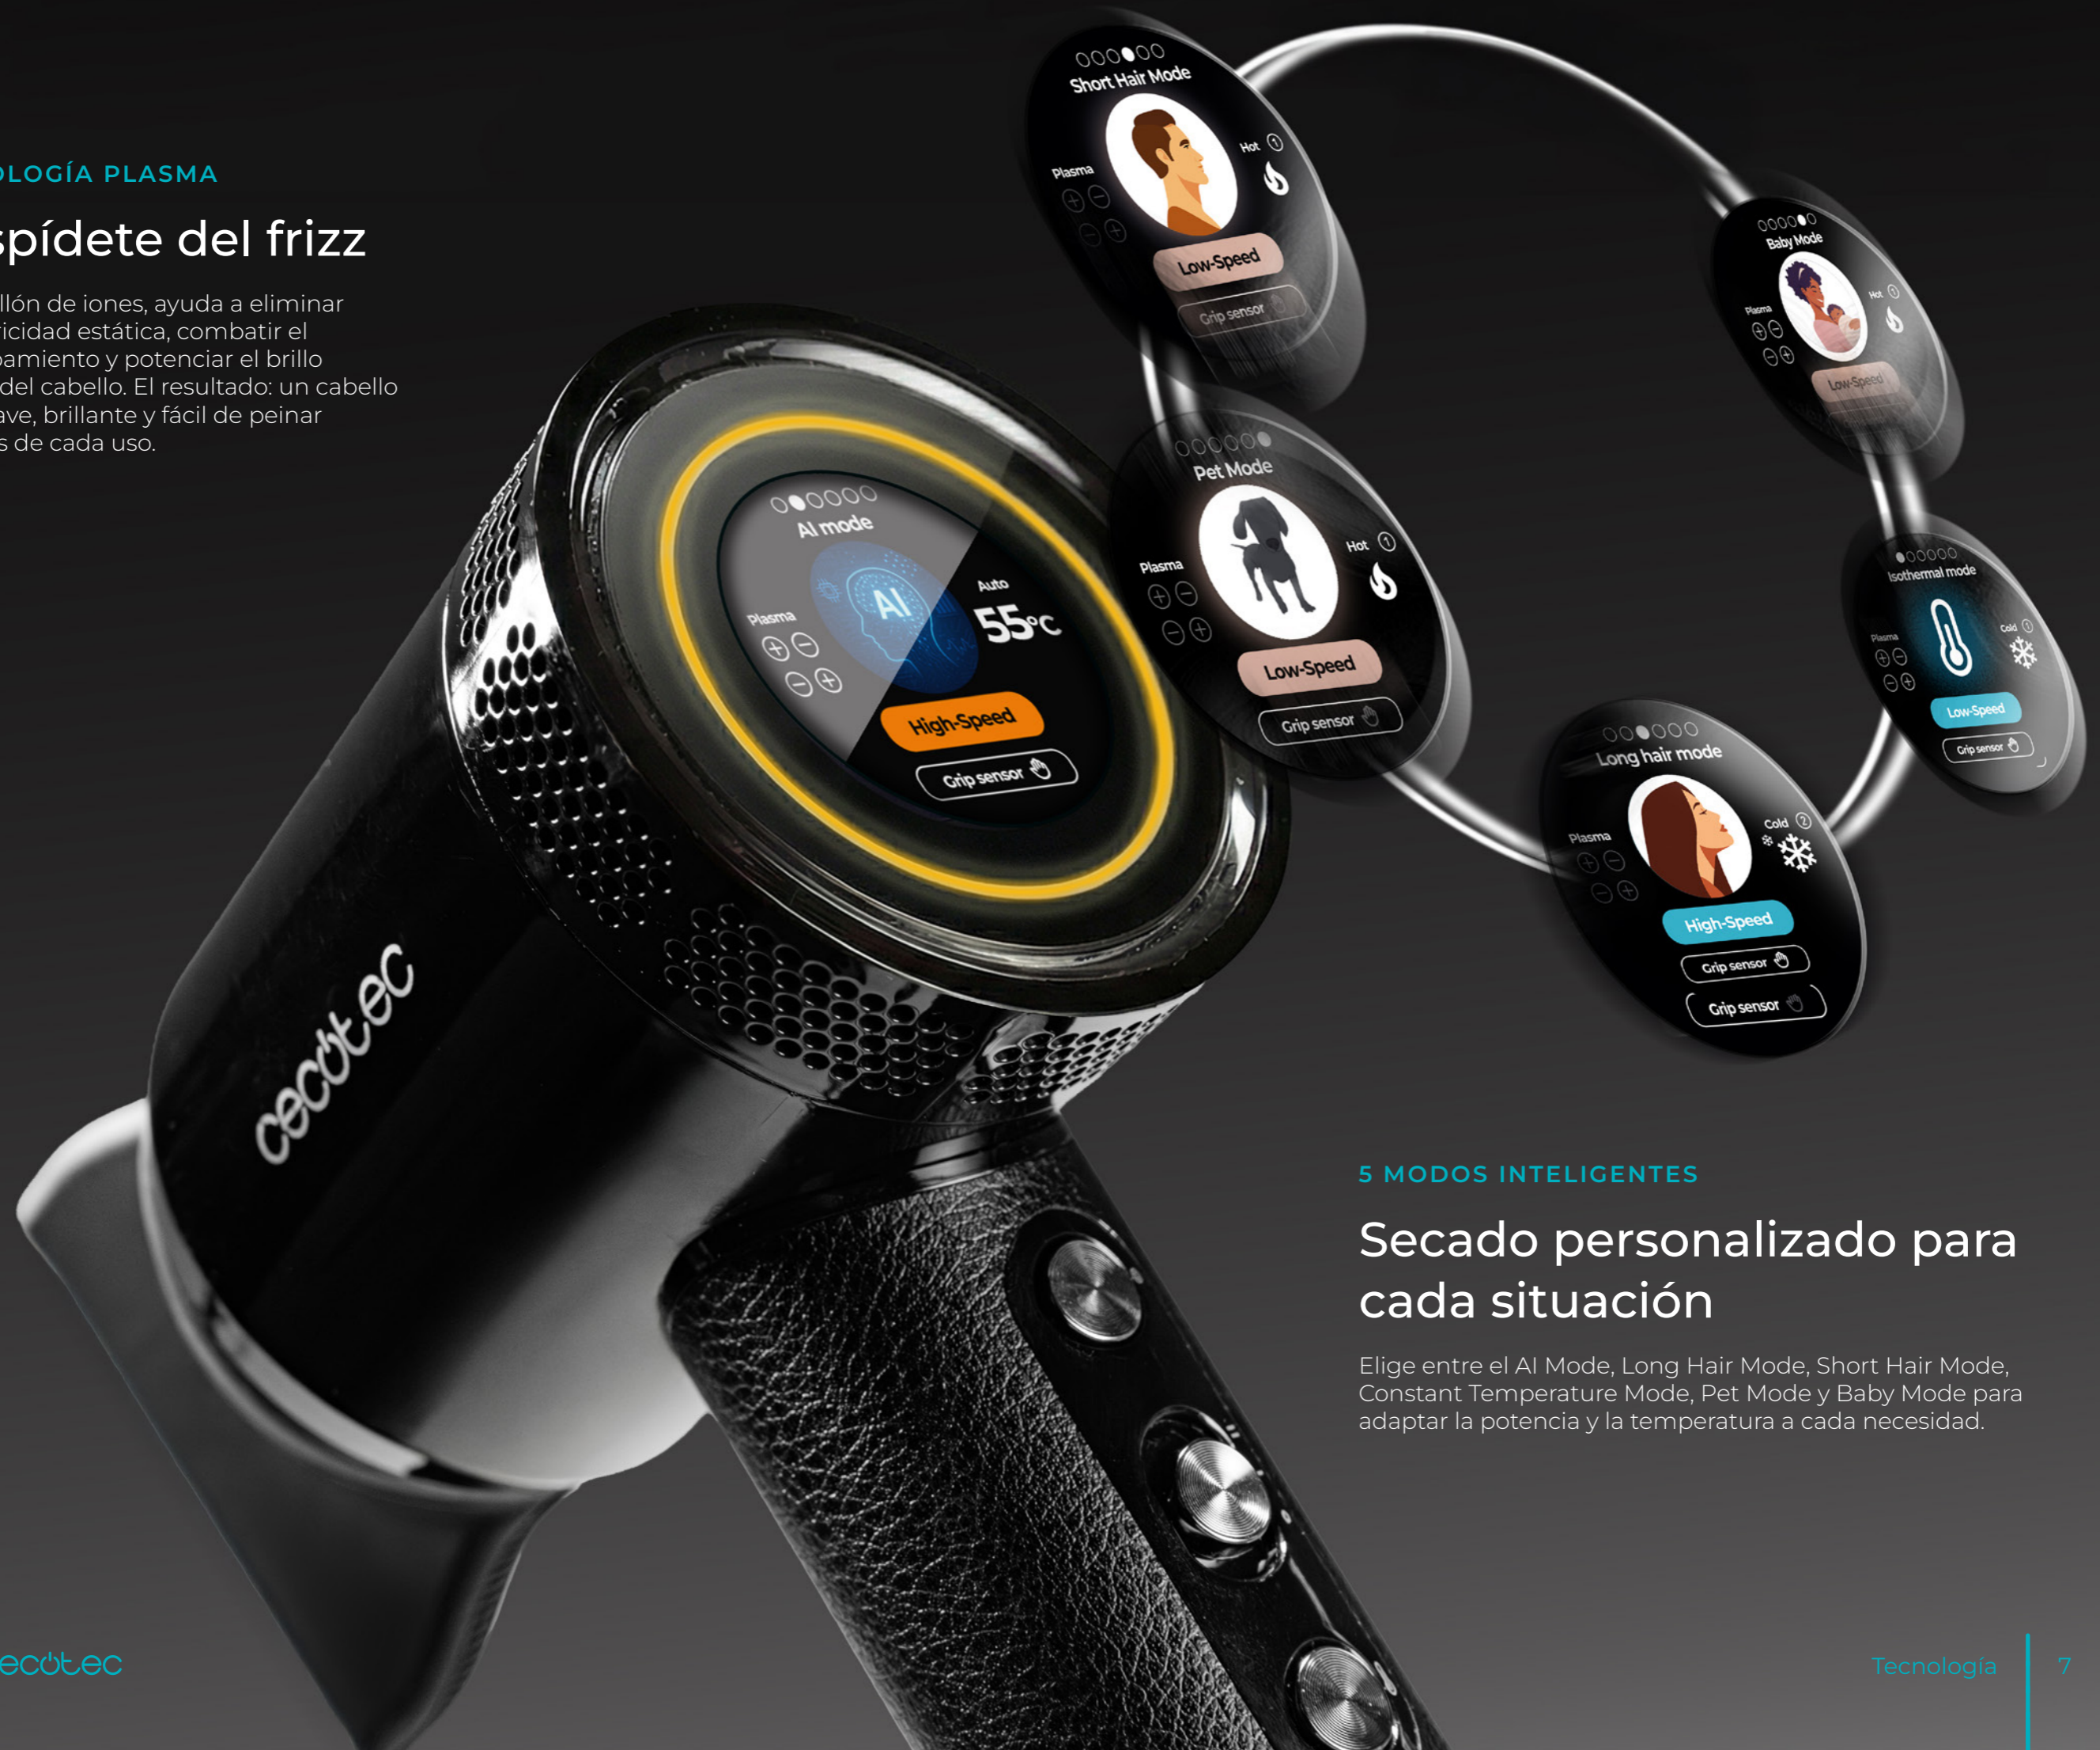 OLOGÍA PLASMA
spídete del frizz
llón de iones, ayuda a eliminar
ricidad estática, combatir el
pamiento y potenciar el brillo
del cabello. El resultado: un cabello
ave, brillante y fácil de peinar
s de cada uso.
Short Hair Mode
Plasma
Hot 1
Low-Speed
Grip sensor
Baby Mode
Plasma
Hot 1
Low-Speed
Pet Mode
Plasma
Hot 1
Low-Speed
Grip sensor
AI mode
Plasma
AI
Auto
55°C
High-Speed
Grip sensor
Isothermal mode
Plasma
Cold 1
Low-Speed
Grip sensor
Long hair mode
Plasma
Cold 2
High-Speed
Grip sensor
Grip sensor
cecotec
5 MODOS INTELIGENTES
Secado personalizado para
cada situación
Elige entre el AI Mode, Long Hair Mode, Short Hair Mode,
Constant Temperature Mode, Pet Mode y Baby Mode para
adaptar la potencia y la temperatura a cada necesidad.
ecotec
Tecnología 7